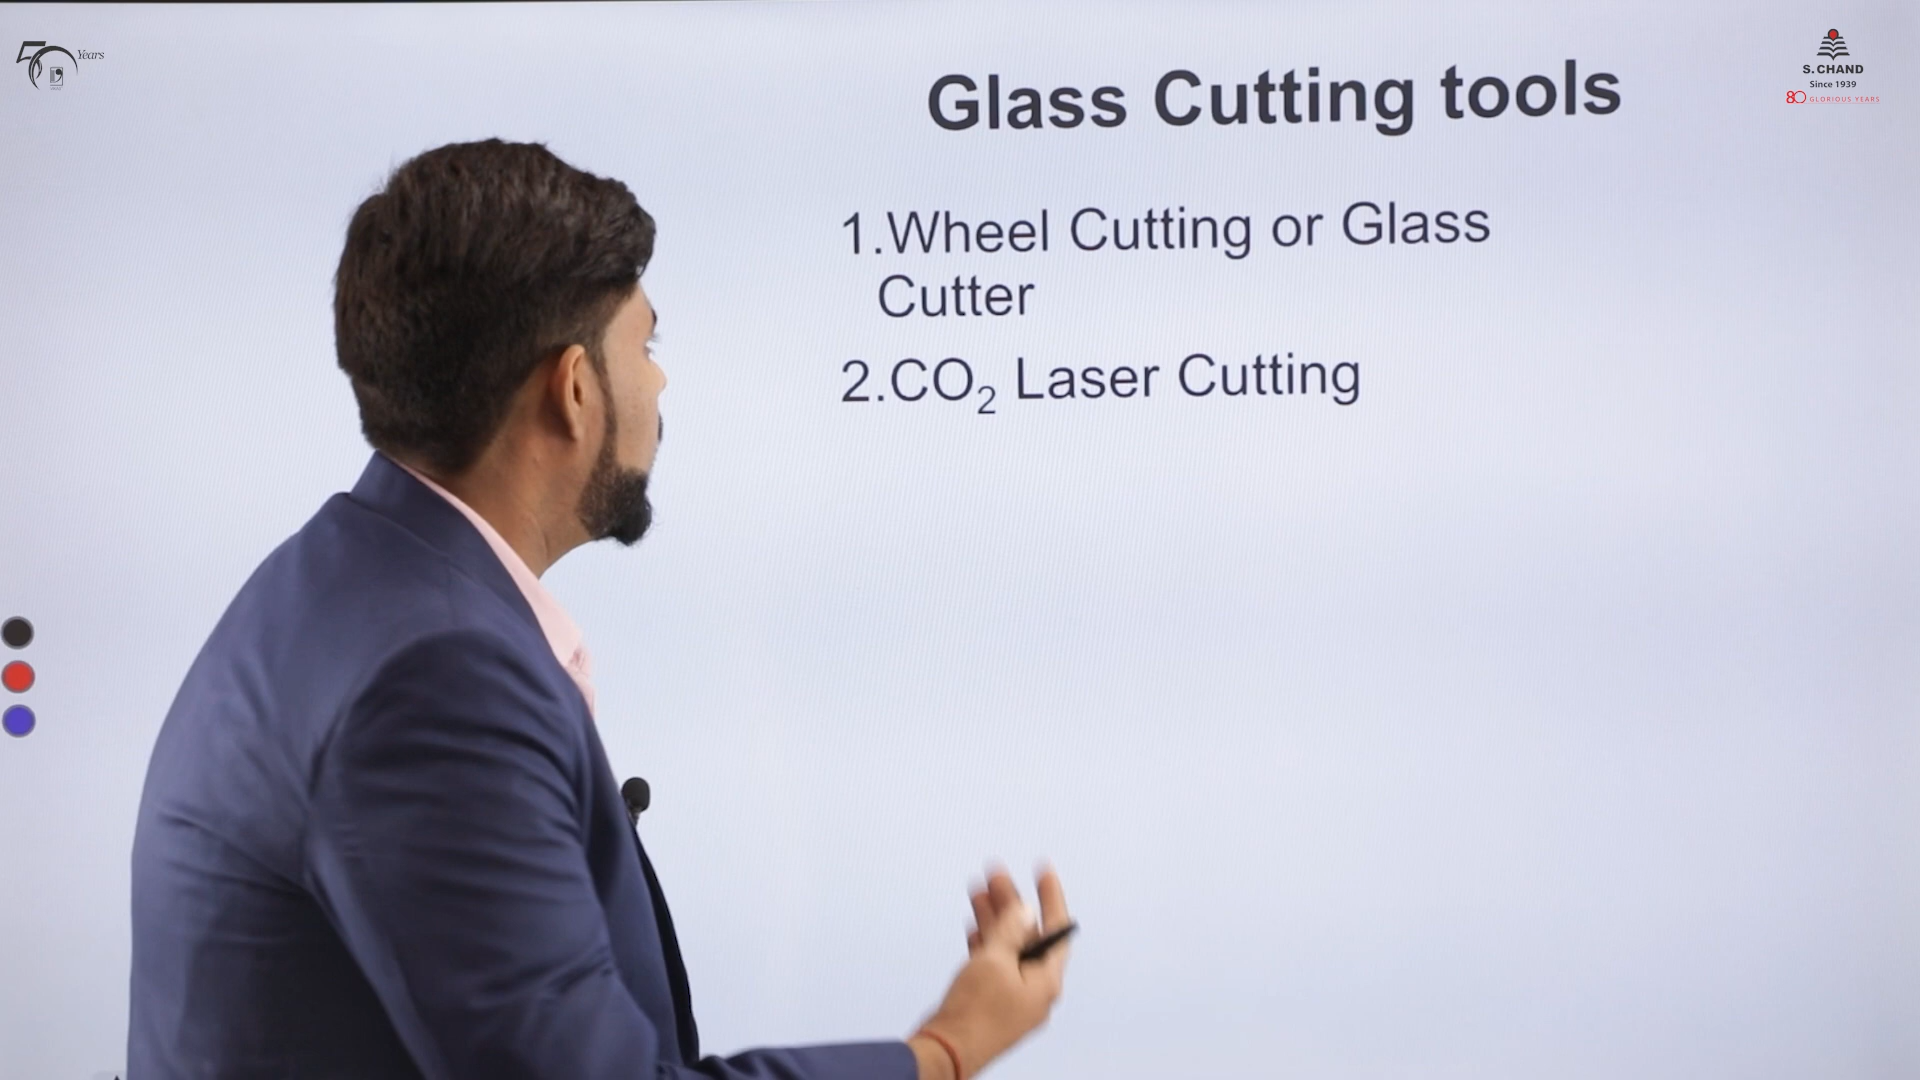 50 Years
S. CHAND
Since 1939
80 GLORIOUS YEARS
Glass Cutting tools
1.Wheel Cutting or Glass
Cutter
2.CO₂ Laser Cutting